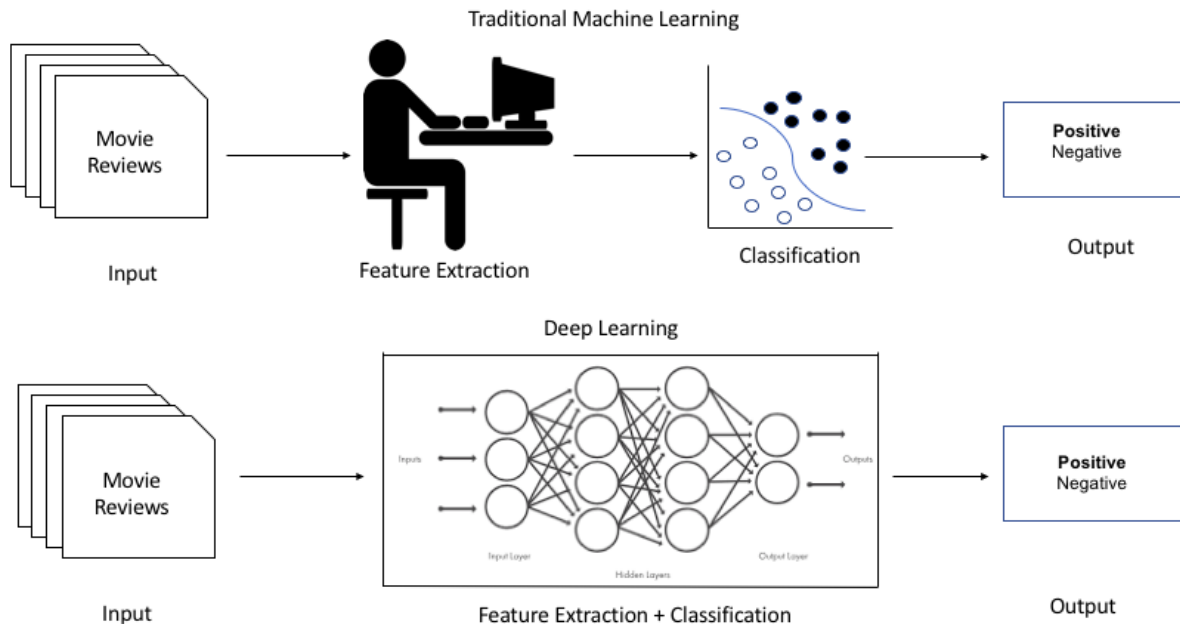 Traditional Machine Learning
Movie
Reviews
Positive
Negative
Input
Feature Extraction
Classification
Output
Deep Learning
Movie
Reviews
Inputs
Outputs
Input Layer
Hidden Layers
Output Layer
Positive
Negative
Input
Feature Extraction + Classification
Output